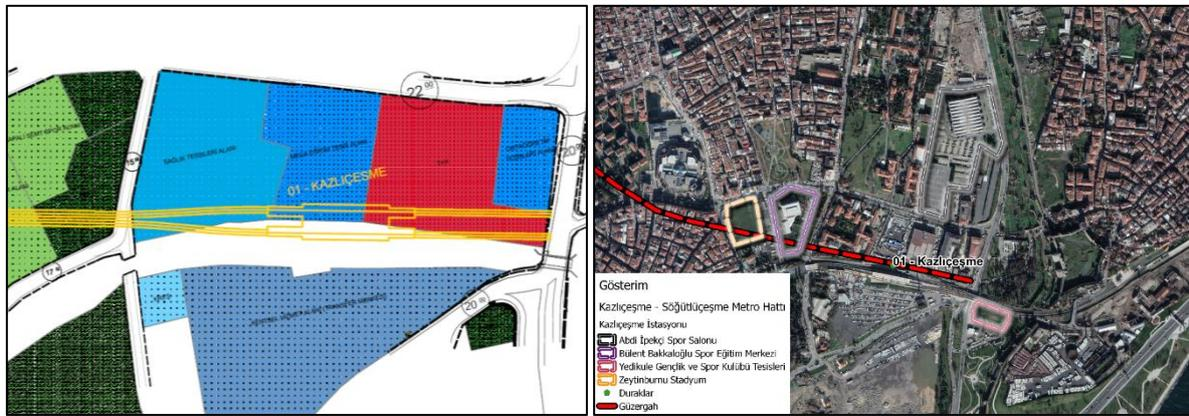 22 00
15 m
SAĞLIK TESİSLERİ ALANI
01 - KAZLIÇEŞME
20 00
17 m
20 00
01 - Kazlıçeşme
Gösterim
Kazlıçeşme - Söğütlüçeşme Metro Hattı
Kazlıçeşme İstasyonu
Abdi İpekçi Spor Salonu
Bülent Bakkaloğlu Spor Eğitim Merkezi
Yedikule Gençlik ve Spor Kulübü Tesisleri
Zeytinburnu Stadyum
Duraklar
Güzergah